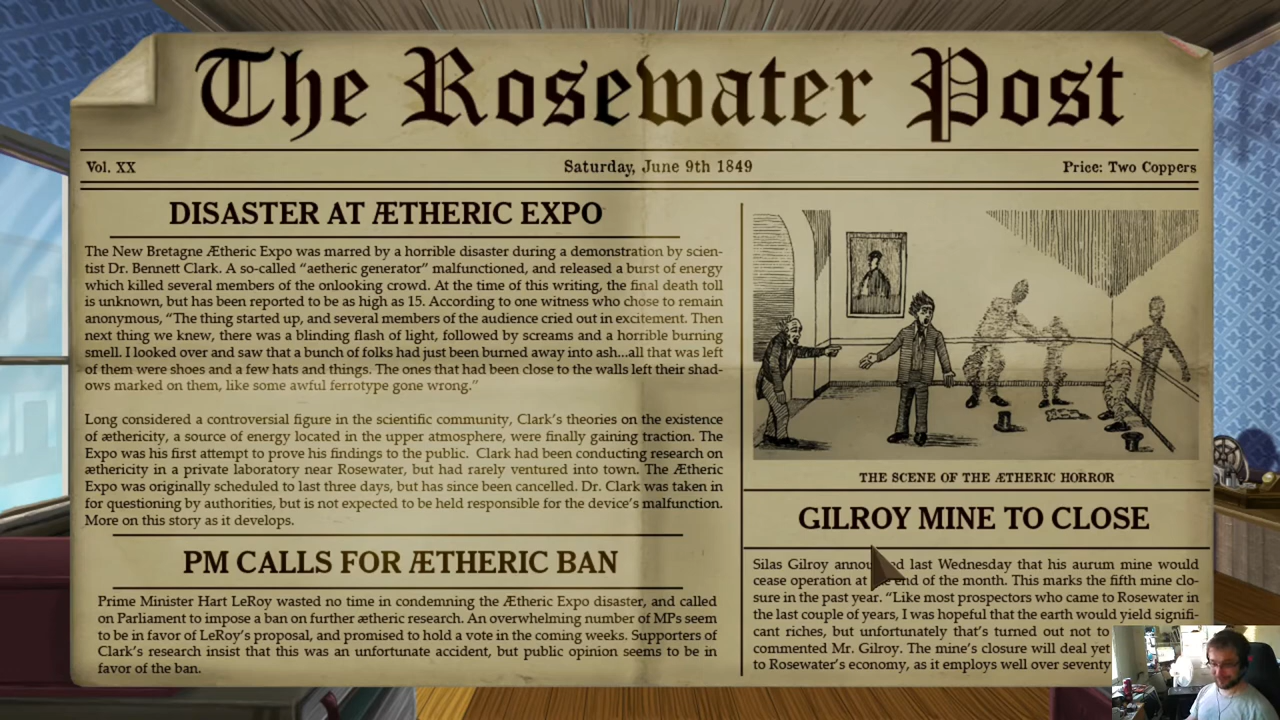 The Rosewater Post
Vol. XX
Saturday, June 9th 1849
Price: Two Coppers
DISASTER AT ÆTHERIC EXPO
The New Bretagne Ætheric Expo was marred by a horrible disaster during a demonstration by scien-
tist Dr. Bennett Clark. A so-called “aetheric generator” malfunctioned, and released a burst of energy
which killed several members of the onlooking crowd. At the time of this writing, the final death toll
is unknown, but has been reported to be as high as 15. According to one witness who chose to remain
anonymous, “The thing started up, and several members of the audience cried out in excitement. Then
next thing we knew, there was a blinding flash of light, followed by screams and a horrible burning
smell. I looked over and saw that a bunch of folks had just been burned away into ash...all that was left
of them were shoes and a few hats and things. The ones that had been close to the walls left their shad-
ows marked on them, like some awful ferrotype gone wrong.”
Long considered a controversial figure in the scientific community, Clark’s theories on the existence
of æthericity, a source of energy located in the upper atmosphere, were finally gaining traction. The
Expo was his first attempt to prove his findings to the public. Clark had been conducting research on
æthericity in a private laboratory near Rosewater, but had rarely ventured into town. The Ætheric
Expo was originally scheduled to last three days, but has since been cancelled. Dr. Clark was taken in
for questioning by authorities, but is not expected to be held responsible for the device’s malfunction.
More on this story as it develops.
PM CALLS FOR ÆTHERIC BAN
Prime Minister Hart LeRoy wasted no time in condemning the Ætheric Expo disaster, and called
on Parliament to impose a ban on further ætheric research. An overwhelming number of MPs seem
to be in favor of LeRoy’s proposal, and promised to hold a vote in the coming weeks. Supporters of
Clark’s research insist that this was an unfortunate accident, but public opinion seems to be in
favor of the ban.
THE SCENE OF THE ÆTHERIC HORROR
GILROY MINE TO CLOSE
Silas Gilroy last Wednesday that his aurum mine would
cease operation at end of the month. This marks the fifth mine clo-
sure in the past year. “Like most prospectors who came to Rosewater in
the last couple of years, I was hopeful that the earth would yield signifi-
cant riches, but unfortunately that’s turned out not to
commented Mr. Gilroy. The mine’s closure will deal yet
to Rosewater’s economy, as it employs well over seventy